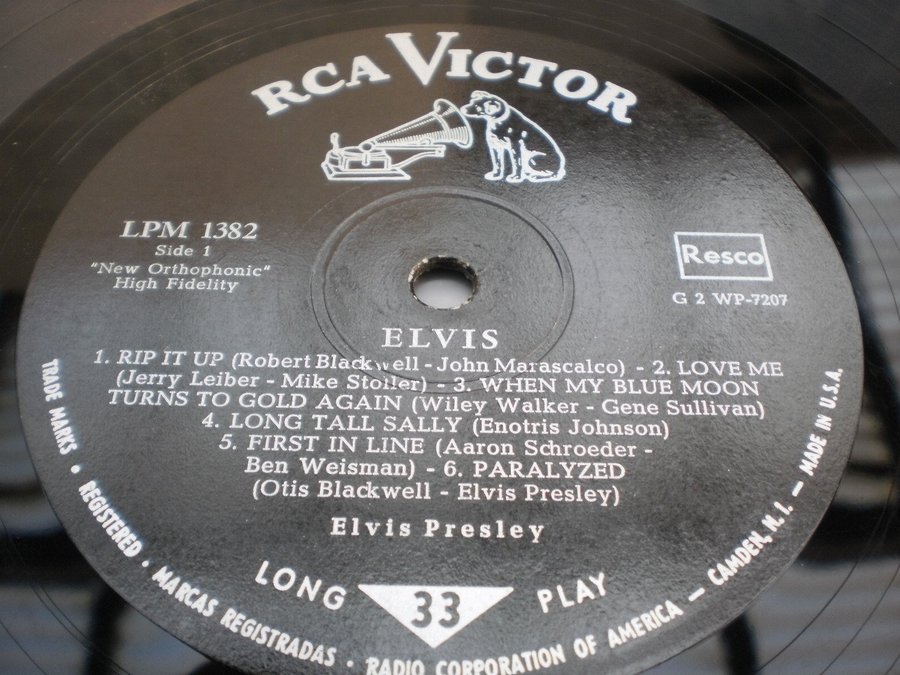 RCA VICTOR
LPM 1382
Side 1
"New Orthophonic"
High Fidelity
Resco
G 2 WP-7207
ELVIS
1. RIP IT UP (Robert Blackwell - John Marascalco) - 2. LOVE ME
(Jerry Leiber - Mike Stoller) - 3. WHEN MY BLUE MOON
TURNS TO GOLD AGAIN (Wiley Walker - Gene Sullivan)
4. LONG TALL SALLY (Enotris Johnson)
5. FIRST IN LINE (Aaron Schroeder -
Ben Weisman) - 6. PARALYZED
(Otis Blackwell - Elvis Presley)
Elvis Presley
LONG 33 PLAY
TRADE MARKS • REGISTERED • MARCAS REGISTRADAS • RADIO CORPORATION OF AMERICA — CAMDEN, N. J. — MADE IN U.S.A.